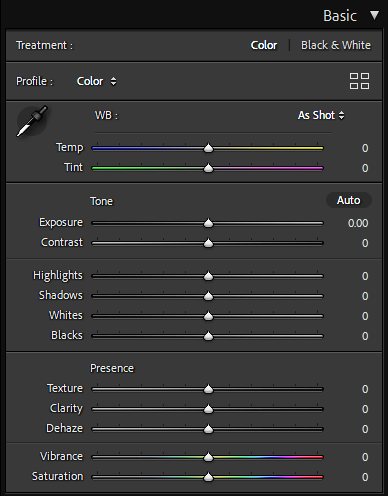 Basic
Treatment : Color | Black & White
Profile : Color
WB : As Shot
Temp 0
Tint 0
Tone Auto
Exposure 0.00
Contrast 0
Highlights 0
Shadows 0
Whites 0
Blacks 0
Presence
Texture 0
Clarity 0
Dehaze 0
Vibrance 0
Saturation 0